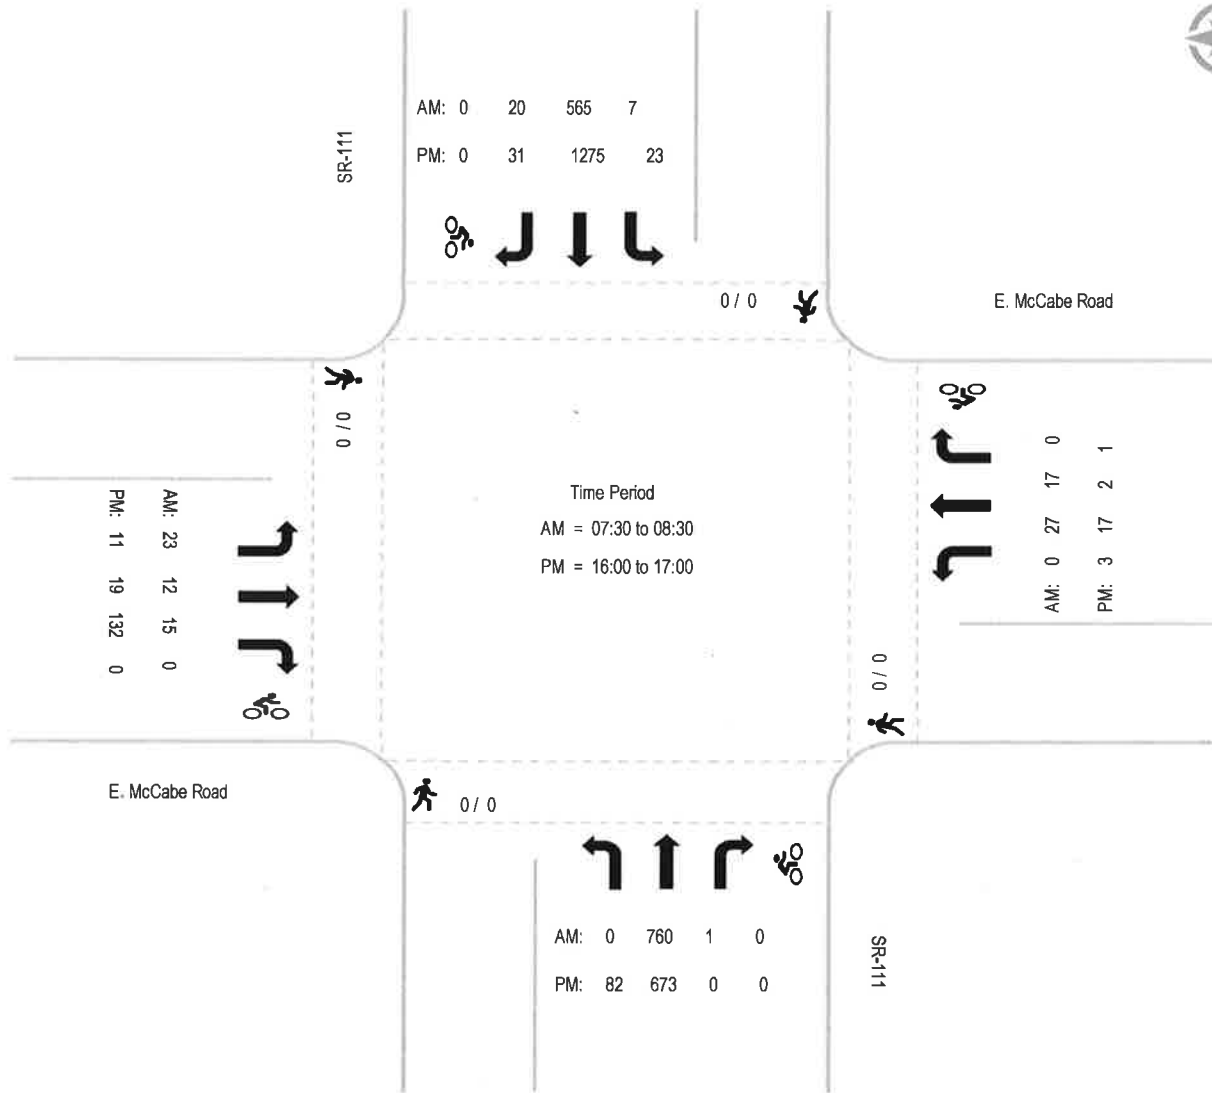 AM: 0 20 565 7
PM: 0 31 1275 23
SR-111
0 / 0
E. McCabe Road
0 / 0
AM: 23 12 15 0
PM: 11 19 132 0
Time Period
AM = 07:30 to 08:30
PM = 16:00 to 17:00
AM: 0 27 17 0
PM: 3 17 2 1
0 / 0
E. McCabe Road
0 / 0
AM: 0 760 1 0
PM: 82 673 0 0
SR-111